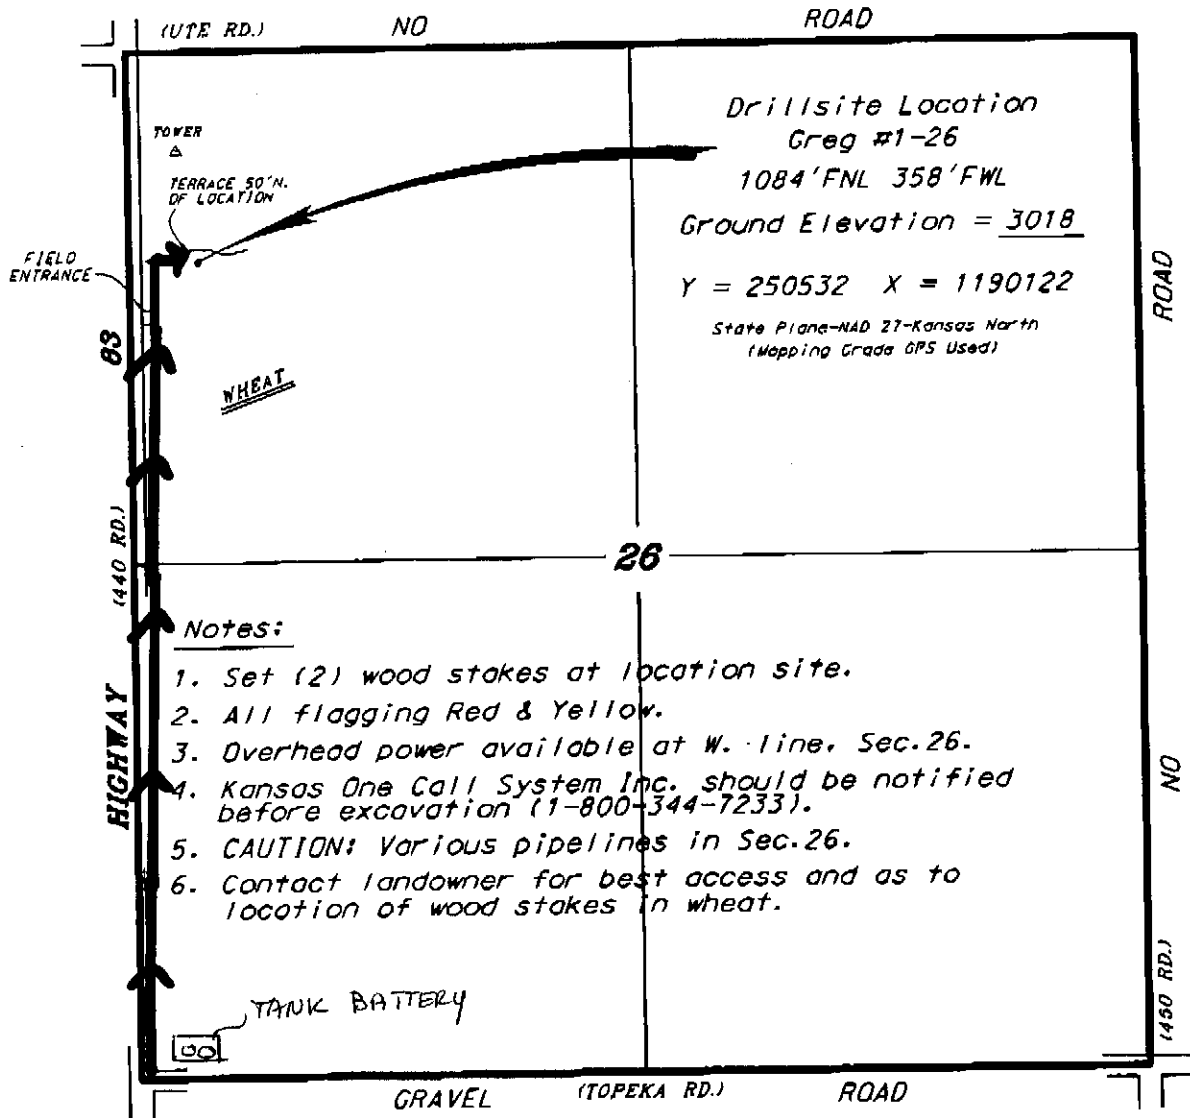 (UTE RD.) NO ROAD
Drillsite Location
Greg #1-26
1084'FNL 358'FWL
Ground Elevation = 3018
Y = 250532 X = 1190122
State Plane-NAD 27-Kansas North
(Mapping Grade GPS Used)
TOWER
TERRACE 50'N.
OF LOCATION
FIELD
ENTRANCE
WHEAT
HIGHWAY (440 RD.) 83
26
NO ROAD
(450 RD.)
Notes:
1. Set (2) wood stakes at location site.
2. All flagging Red & Yellow.
3. Overhead power available at W. line, Sec.26.
4. Kansas One Call System Inc. should be notified
before excavation (1-800-344-7233).
5. CAUTION: Various pipelines in Sec.26.
6. Contact landowner for best access and as to
location of wood stakes in wheat.
TANK BATTERY
GRAVEL (TOPEKA RD.) ROAD